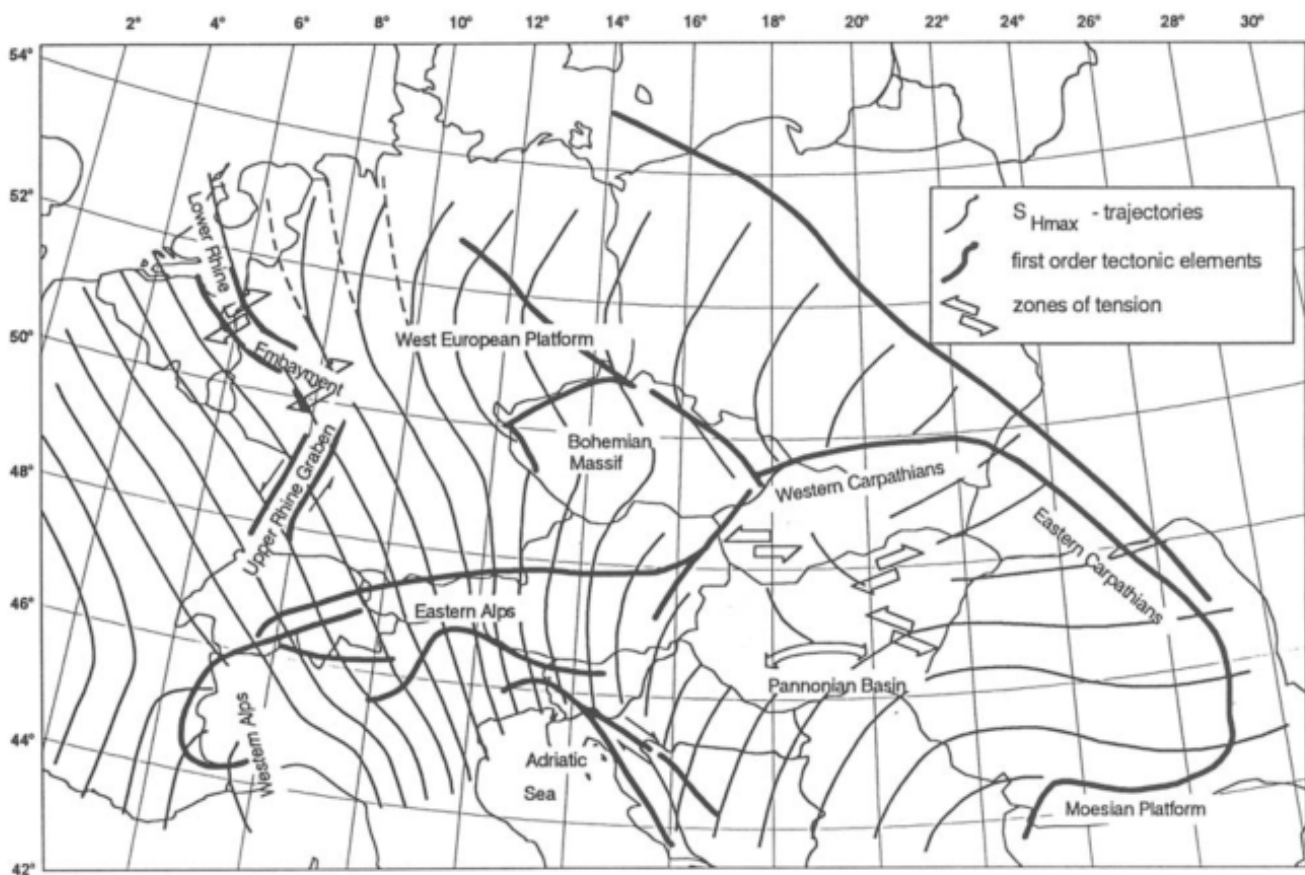 2° 4° 6° 8° 10° 12° 14° 16° 18° 20° 22° 24° 26° 28° 30°
54°
52°
50°
48°
46°
44°
42°
S Hmax - trajectories
first order tectonic elements
zones of tension
Lower Rhine
Embayment
West European Platform
Bohemian
Massif
Upper Rhine Graben
Western Carpathians
Eastern Carpathians
Eastern Alps
Pannonian Basin
Western Alps
Adriatic
Sea
Moesian Platform